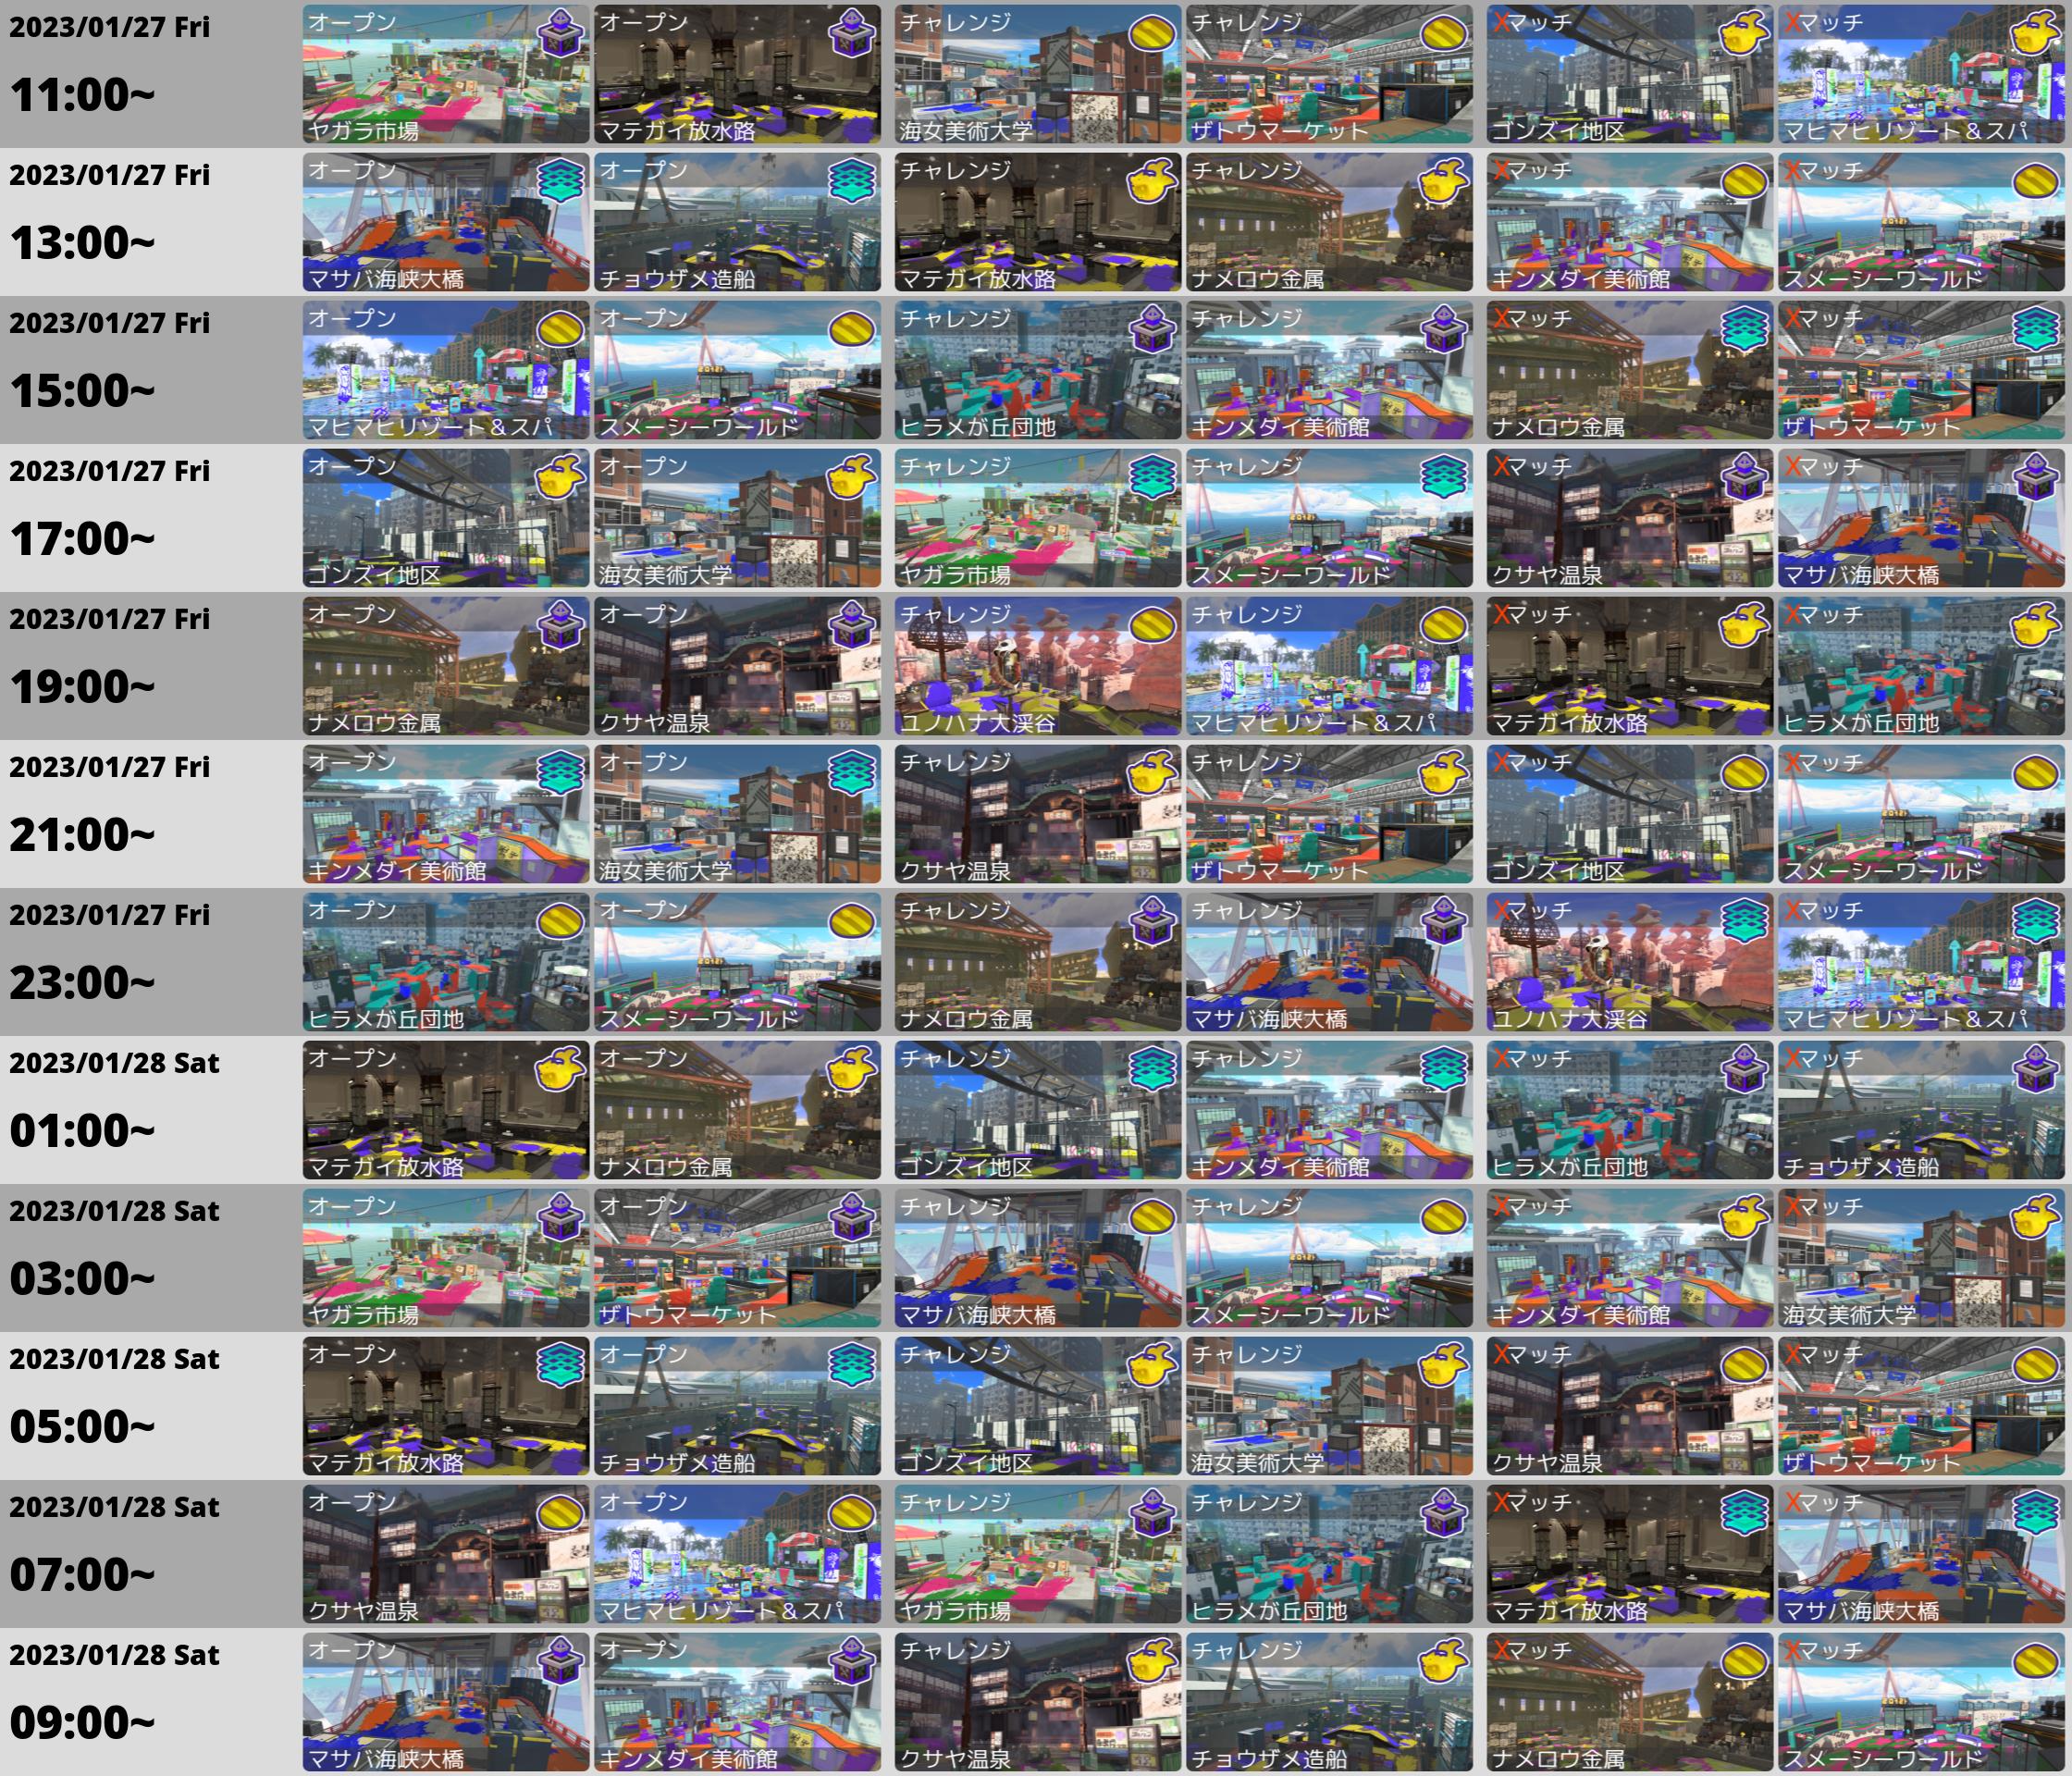 2023/01/27 Fri
11:00~
オープン オープン チャレンジ チャレンジ Xマッチ Xマッチ
ヤガラ市場 マテガイ放水路 海女美術大学 ザトウマーケット ゴンズイ地区 マヒマヒリゾート&スパ
2023/01/27 Fri
13:00~
オープン オープン チャレンジ チャレンジ Xマッチ Xマッチ
マサバ海峡大橋 チョウザメ造船 マテガイ放水路 ナメロウ金属 キンメダイ美術館 スメーシーワールド
2023/01/27 Fri
15:00~
オープン オープン チャレンジ チャレンジ Xマッチ Xマッチ
マヒマヒリゾート&スパ スメーシーワールド ヒラメが丘団地 キンメダイ美術館 ナメロウ金属 ザトウマーケット
2023/01/27 Fri
17:00~
オープン オープン チャレンジ チャレンジ Xマッチ Xマッチ
ゴンズイ地区 海女美術大学 ヤガラ市場 スメーシーワールド クサヤ温泉 マサバ海峡大橋
2023/01/27 Fri
19:00~
オープン オープン チャレンジ チャレンジ Xマッチ Xマッチ
ナメロウ金属 クサヤ温泉 ユノハナ大渓谷 マヒマヒリゾート&スパ マテガイ放水路 ヒラメが丘団地
2023/01/27 Fri
21:00~
オープン オープン チャレンジ チャレンジ Xマッチ Xマッチ
キンメダイ美術館 海女美術大学 クサヤ温泉 ザトウマーケット ゴンズイ地区 スメーシーワールド
2023/01/27 Fri
23:00~
オープン オープン チャレンジ チャレンジ Xマッチ Xマッチ
ヒラメが丘団地 スメーシーワールド ナメロウ金属 マサバ海峡大橋 ユノハナ大渓谷 マヒマヒリゾート&スパ
2023/01/28 Sat
01:00~
オープン オープン チャレンジ チャレンジ Xマッチ Xマッチ
マテガイ放水路 ナメロウ金属 ゴンズイ地区 キンメダイ美術館 ヒラメが丘団地 チョウザメ造船
2023/01/28 Sat
03:00~
オープン オープン チャレンジ チャレンジ Xマッチ Xマッチ
ヤガラ市場 ザトウマーケット マサバ海峡大橋 スメーシーワールド キンメダイ美術館 海女美術大学
2023/01/28 Sat
05:00~
オープン オープン チャレンジ チャレンジ Xマッチ Xマッチ
マテガイ放水路 チョウザメ造船 ゴンズイ地区 海女美術大学 クサヤ温泉 ザトウマーケット
2023/01/28 Sat
07:00~
オープン オープン チャレンジ チャレンジ Xマッチ Xマッチ
クサヤ温泉 マヒマヒリゾート&スパ ヤガラ市場 ヒラメが丘団地 マテガイ放水路 マサバ海峡大橋
2023/01/28 Sat
09:00~
オープン オープン チャレンジ チャレンジ Xマッチ Xマッチ
マサバ海峡大橋 キンメダイ美術館 クサヤ温泉 チョウザメ造船 ナメロウ金属 スメーシーワールド